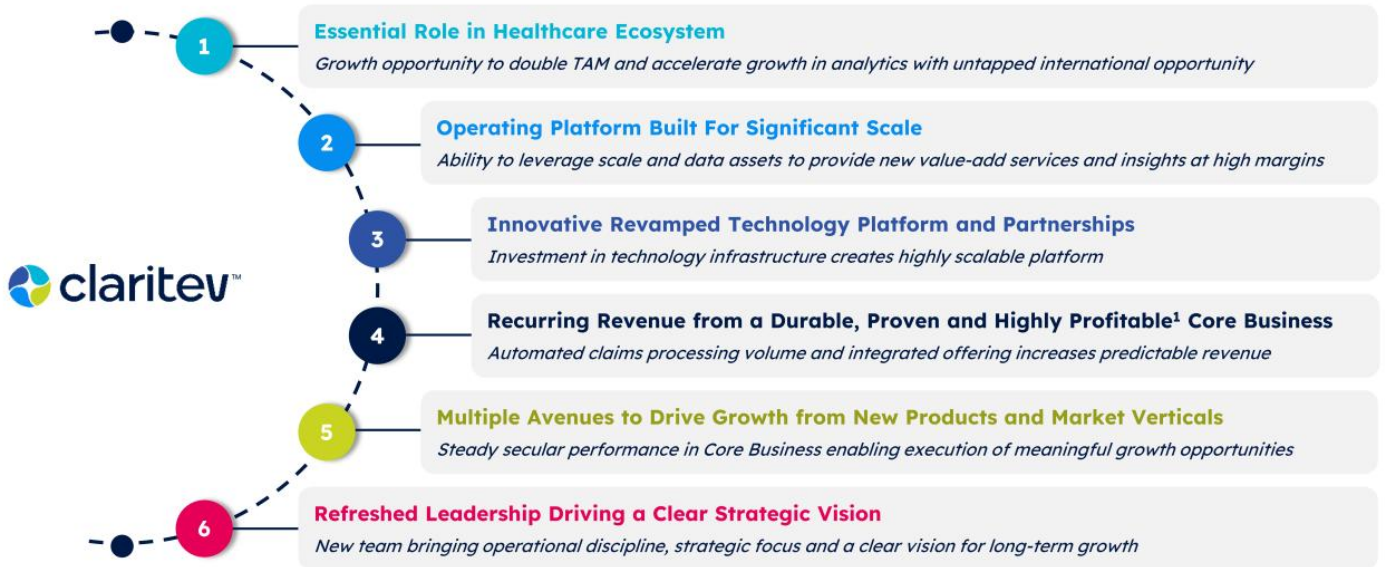 1
Essential Role in Healthcare Ecosystem
Growth opportunity to double TAM and accelerate growth in analytics with untapped international opportunity
2
Operating Platform Built For Significant Scale
Ability to leverage scale and data assets to provide new value-add services and insights at high margins
3
Innovative Revamped Technology Platform and Partnerships
Investment in technology infrastructure creates highly scalable platform
claritev™
4
Recurring Revenue from a Durable, Proven and Highly Profitable¹ Core Business
Automated claims processing volume and integrated offering increases predictable revenue
5
Multiple Avenues to Drive Growth from New Products and Market Verticals
Steady secular performance in Core Business enabling execution of meaningful growth opportunities
6
Refreshed Leadership Driving a Clear Strategic Vision
New team bringing operational discipline, strategic focus and a clear vision for long-term growth